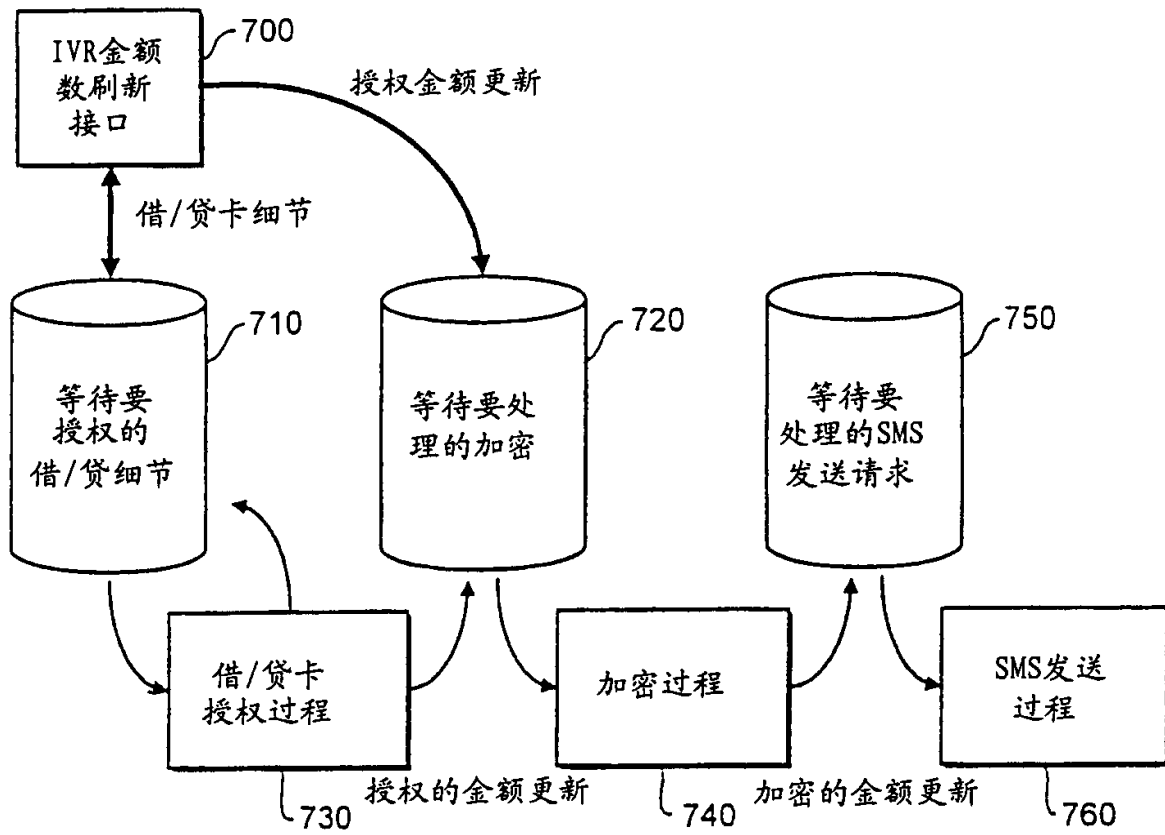 IVR金额
数刷新
接口
700
授权金额更新
借/贷卡细节
710
720
750
等待要
授权的
借/贷细节
等待要处
理的加密
等待要
处理的SMS
发送请求
借/贷卡
授权过程
加密过程
SMS发送
过程
730
授权的金额更新
740
加密的金额更新
760